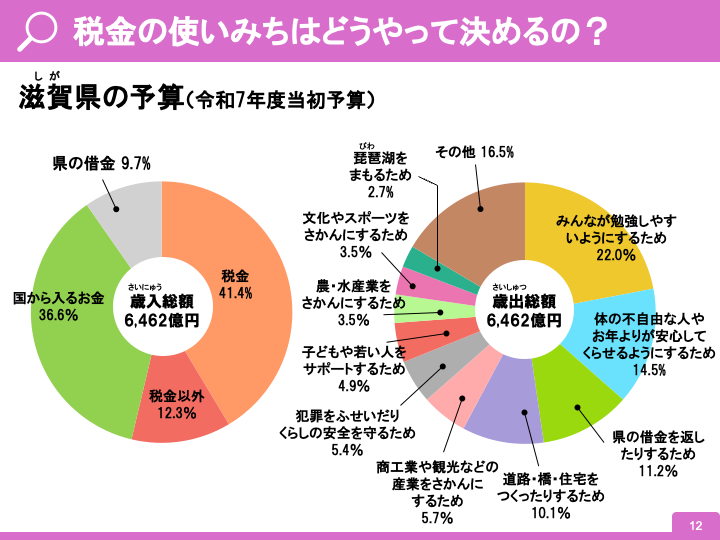 税金の使いみちはどうやって決めるの？
しが
滋賀県の予算(令和7年度当初予算)
県の借金 9.7%
税金
41.4%
税金以外
12.3%
国から入るお金
36.6%
さいにゅう
歳入総額
6,462億円
みんなが勉強しやす
いようにするため
22.0%
体の不自由な人や
お年よりが安心して
くらせるようにするため
14.5%
県の借金を返し
たりするため
11.2%
道路・橋・住宅を
つくったりするため
10.1%
商工業や観光などの
産業をさかんに
するため
5.7%
犯罪をふせいだり
くらしの安全を守るため
5.4%
子どもや若い人を
サポートするため
4.9%
農・水産業を
さかんにするため
3.5%
文化やスポーツを
さかんにするため
3.5%
びわ
琵琶湖を
まもるため
2.7%
その他 16.5%
さいしゅつ
歳出総額
6,462億円
12